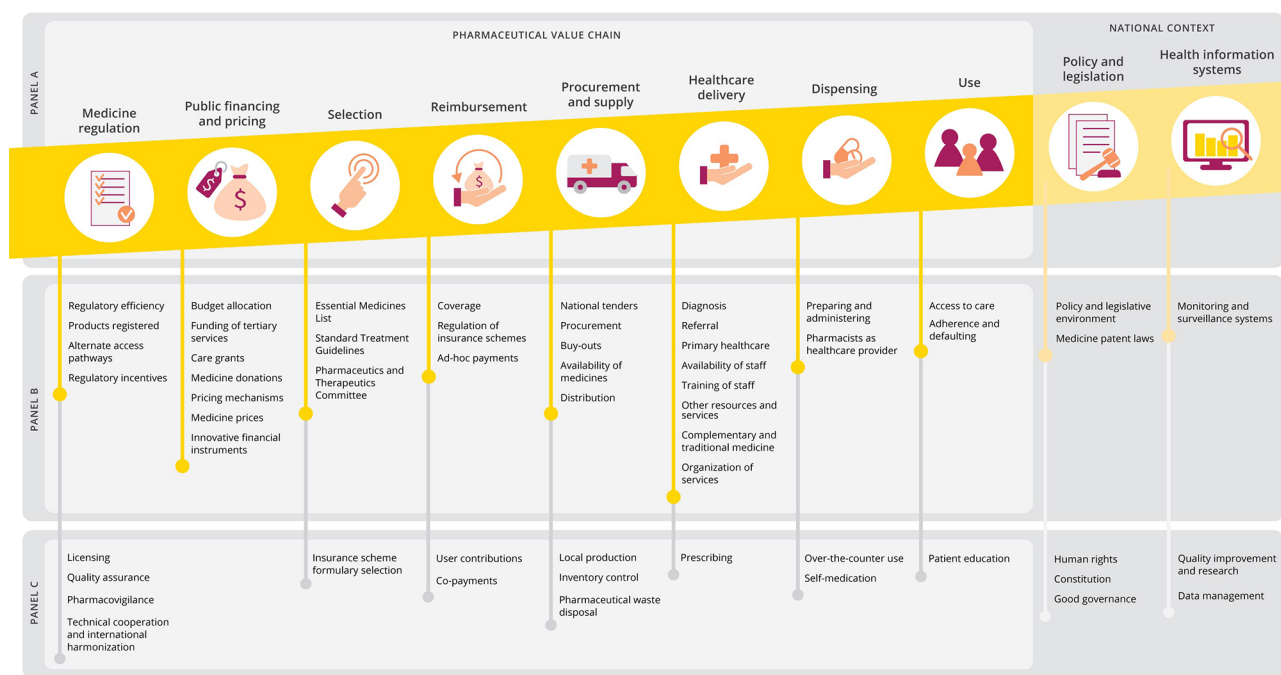 PHARMACEUTICAL VALUE CHAIN
NATIONAL CONTEXT
PANEL A
Medicine
regulation
Public financing
and pricing
Selection
Reimbursement
Procurement
and supply
Healthcare
delivery
Dispensing
Use
Policy and
legislation
Health information
systems
$
$
$
PANEL B
Regulatory efficiency
Products registered
Alternate access
pathways
Regulatory incentives
Budget allocation
Funding of tertiary
services
Care grants
Medicine donations
Pricing mechanisms
Medicine prices
Innovative financial
instruments
Essential Medicines
List
Standard Treatment
Guidelines
Pharmaceutics and
Therapeutics
Committee
Coverage
Regulation of
insurance schemes
Ad-hoc payments
National tenders
Procurement
Buy-outs
Availability of
medicines
Distribution
Diagnosis
Referral
Primary healthcare
Availability of staff
Training of staff
Other resources and
services
Complementary and
traditional medicine
Organization of
services
Preparing and
administering
Pharmacists as
healthcare provider
Access to care
Adherence and
defaulting
Policy and legislative
environment
Medicine patent laws
Monitoring and
surveillance systems
PANEL C
Licensing
Quality assurance
Pharmacovigilance
Technical cooperation
and international
harmonization
Insurance scheme
formulary selection
User contributions
Co-payments
Local production
Inventory control
Pharmaceutical waste
disposal
Prescribing
Over-the-counter use
Self-medication
Patient education
Human rights
Constitution
Good governance
Quality improvement
and research
Data management